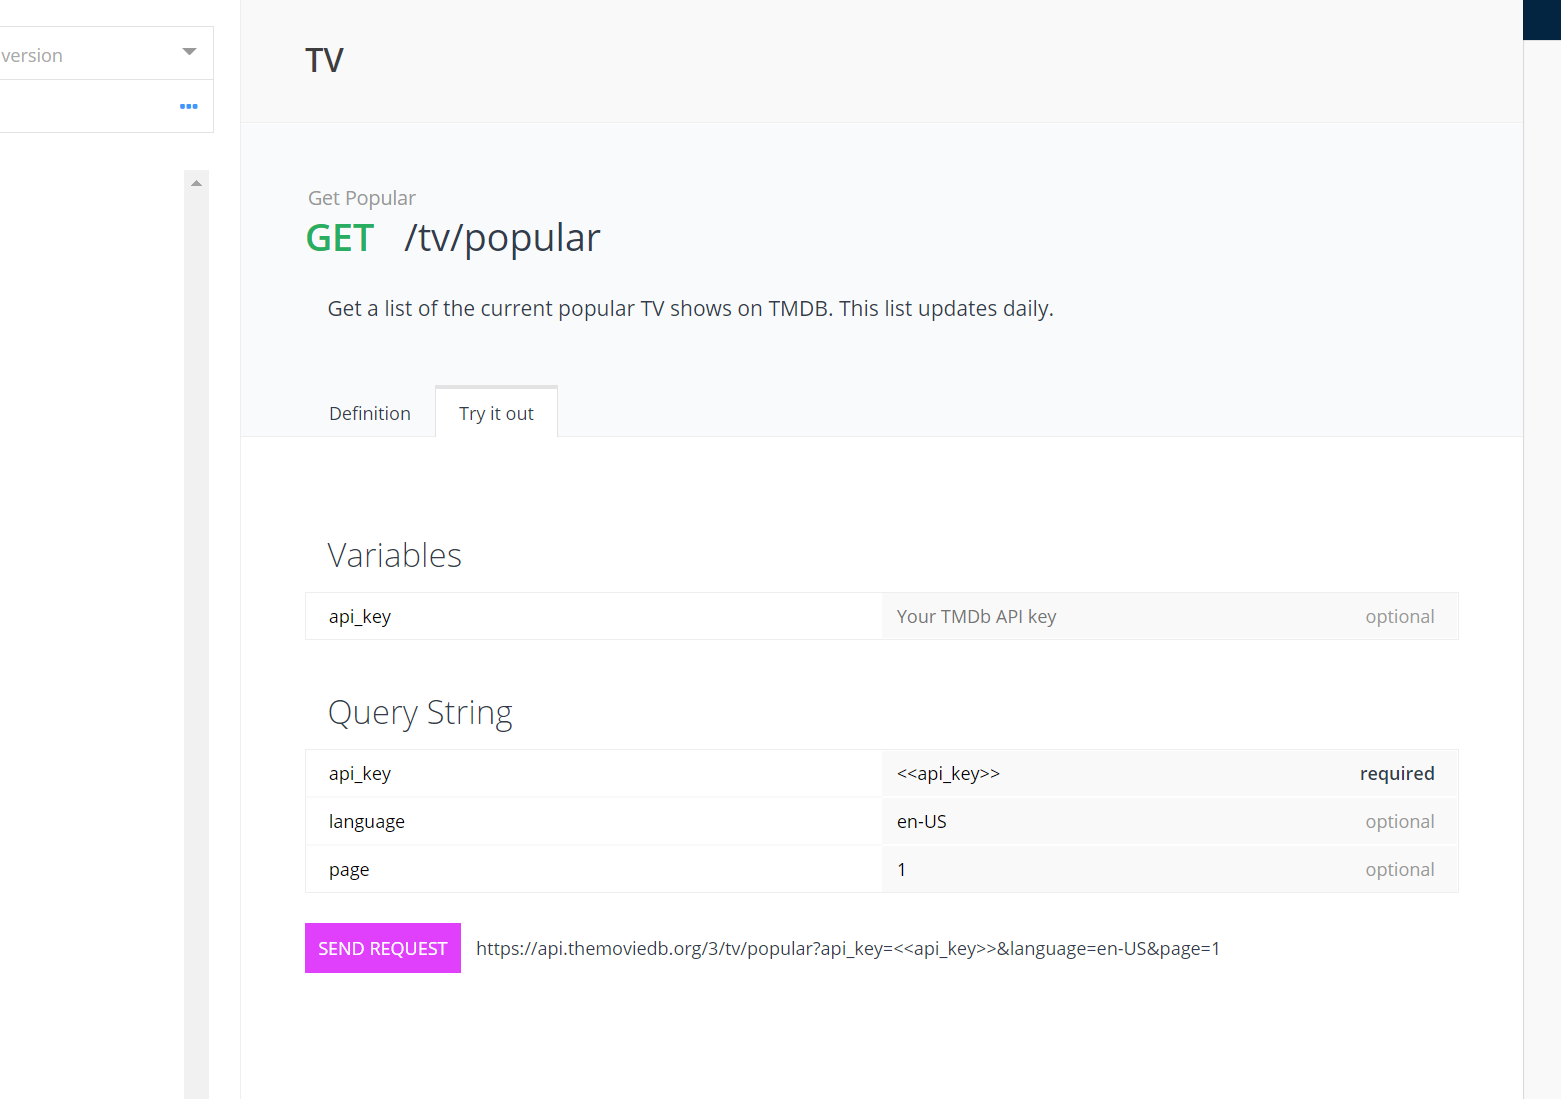 version
TV
Get Popular
GET /tv/popular
Get a list of the current popular TV shows on TMDB. This list updates daily.
Definition
Try it out
Variables
api_key Your TMDb API key optional
Query String
api_key <<api_key>> required
language en-US optional
page 1 optional
SEND REQUEST https://api.themoviedb.org/3/tv/popular?api_key=<<api_key>>&language=en-US&page=1